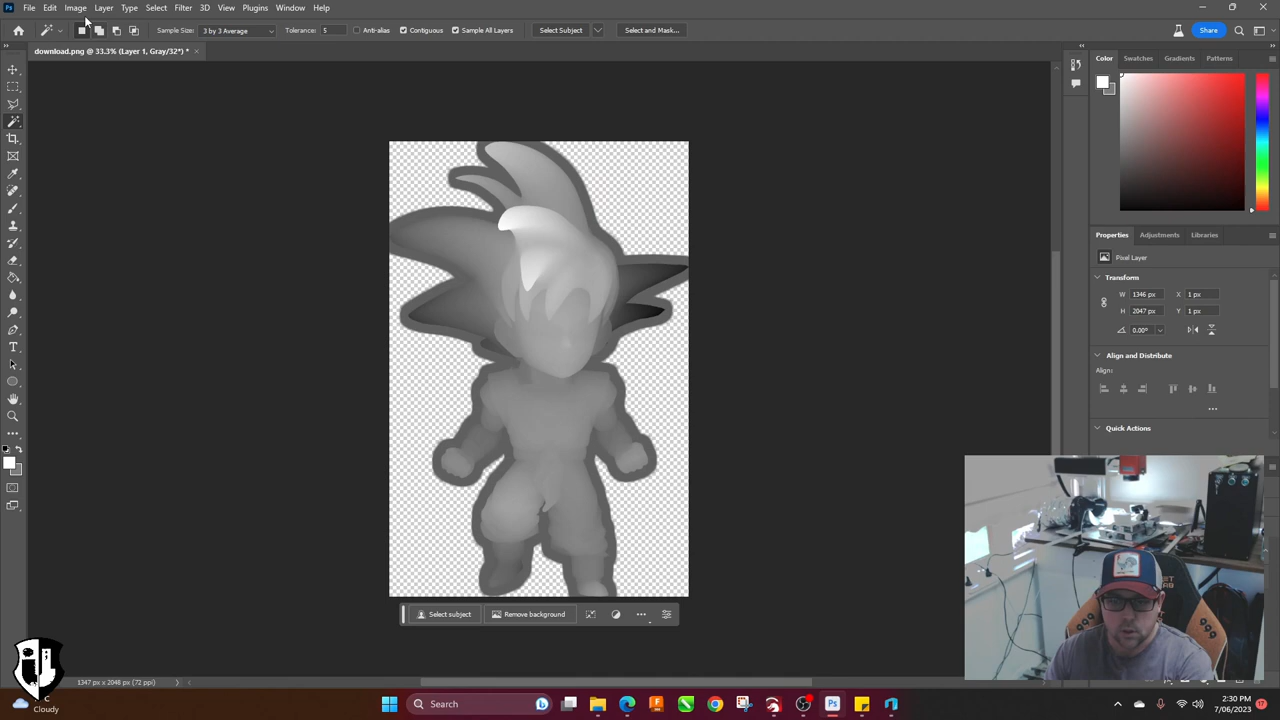 File Edit Image Layer Type Select Filter 3D View Plugins Window Help
Sample Size: 3 by 3 Average Tolerance: 5 Anti-alias Contiguous Sample All Layers Select Subject Select and Mask... Share
download.png @ 33.3% (Layer 1, Gray/32*) *
Color Swatches Gradients Patterns
Properties Adjustments Libraries
Pixel Layer
Transform
W 1346 px X 1 px
H 2047 px Y 1 px
0.00°
Align and Distribute
Align:
Quick Actions
Select subject Remove background
1347 px x 2048 px (72 ppi)
C
Cloudy
Search
2:30 PM
7/06/2023